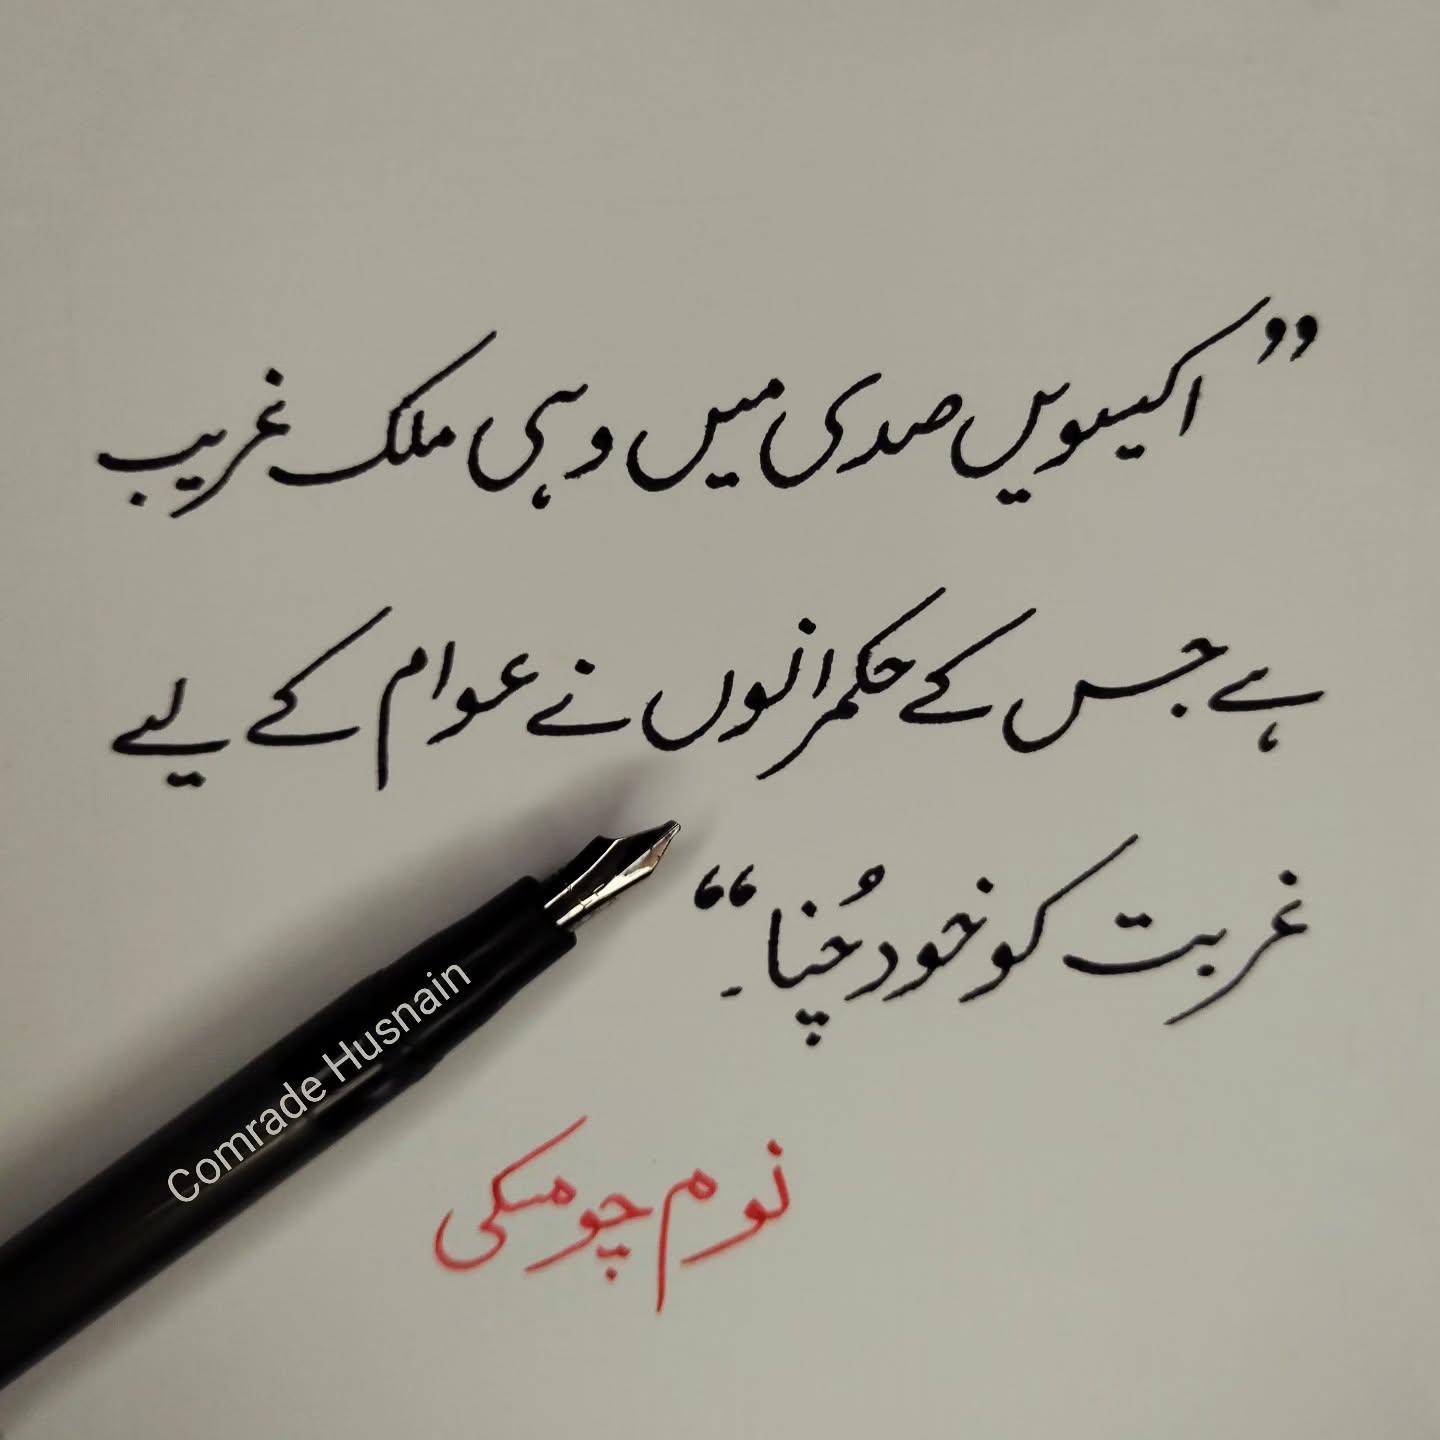 ”اکیسویں صدی میں وہی ملک غریب
ہے جس کے حکمرانوں نے عوام کے لیے
غربت کو خود چُنا۔“
نوم چومسکی
Comrade Husnain